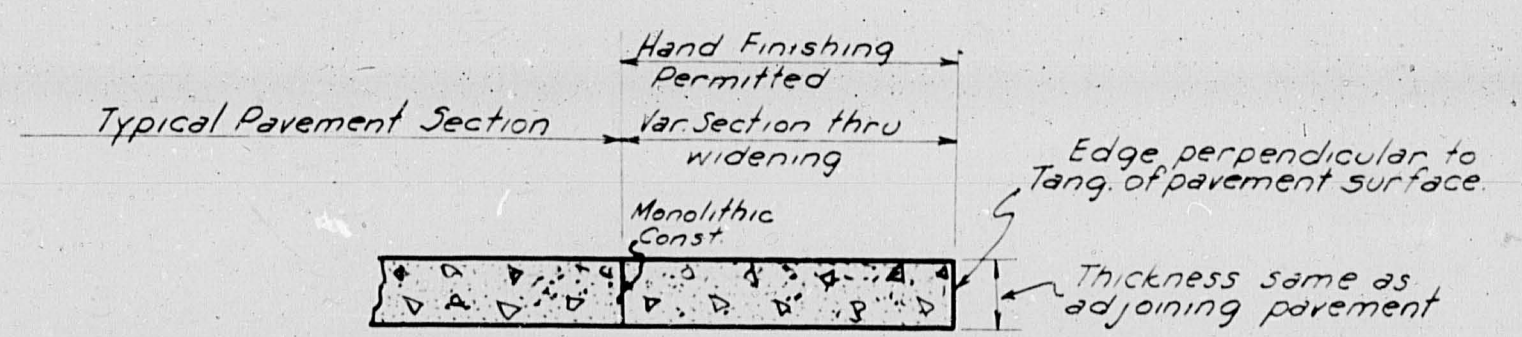 Hand Finishing
Permitted
Typical Pavement Section
Var. Section thru
widening
Edge perpendicular to
Tang. of pavement surface.
Monolithic
Const.
Thickness same as
adjoining pavement